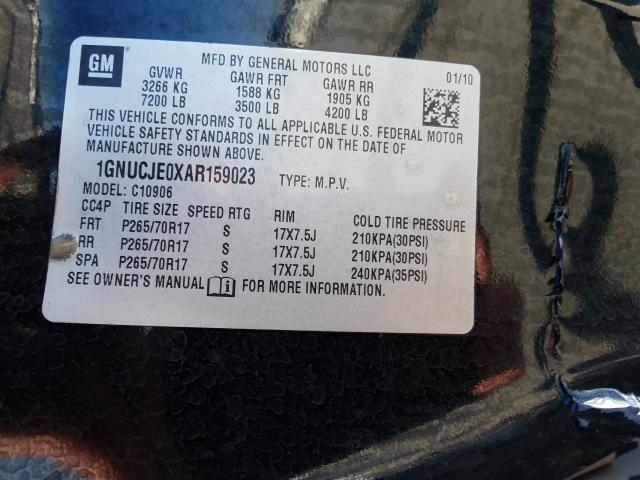 GM
MFD BY GENERAL MOTORS LLC
01/10
GVWR GAWR FRT GAWR RR
3266 KG 1588 KG 1905 KG
7200 LB 3500 LB 4200 LB
THIS VEHICLE CONFORMS TO ALL APPLICABLE U.S. FEDERAL MOTOR
VEHICLE SAFETY STANDARDS IN EFFECT ON THE DATE OF
MANUFACTURE SHOWN ABOVE.
1GNUCJE0XAR159023 TYPE: M.P.V.
MODEL: C10906
CC4P TIRE SIZE SPEED RTG RIM COLD TIRE PRESSURE
FRT P265/70R17 S 17X7.5J 210KPA(30PSI)
RR P265/70R17 S 17X7.5J 210KPA(30PSI)
SPA P265/70R17 S 17X7.5J 240KPA(35PSI)
SEE OWNER'S MANUAL FOR MORE INFORMATION.